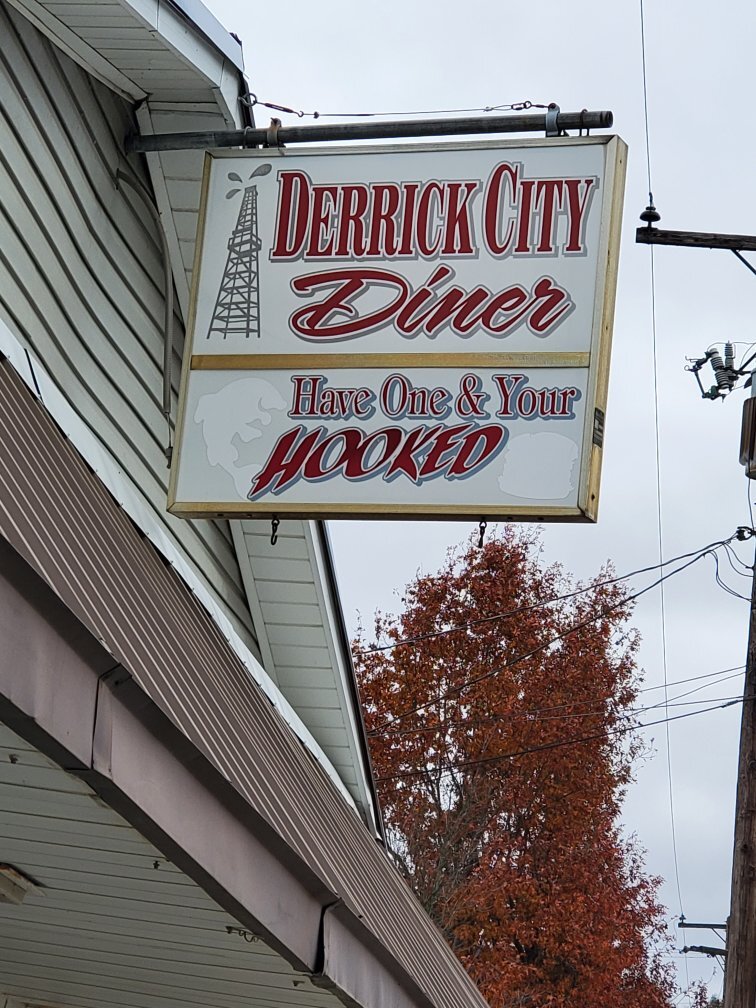 DERRICK CITY
Diner
Have One & Your
HOOKED